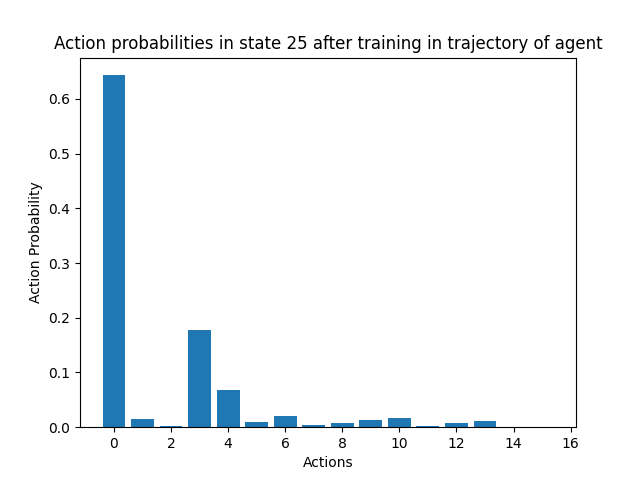 Action probabilities in state 25 after training in trajectory of agent
0.6
0.5
0.4
0.3
0.2
0.1
0.0
Action Probability
0 2 4 6 8 10 12 14 16
Actions